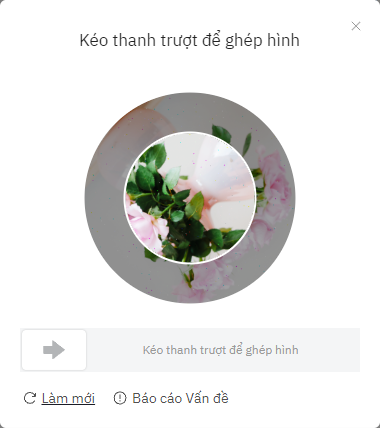 Kéo thanh trượt để ghép hình
Kéo thanh trượt để ghép hình
Làm mới Báo cáo Vấn đề